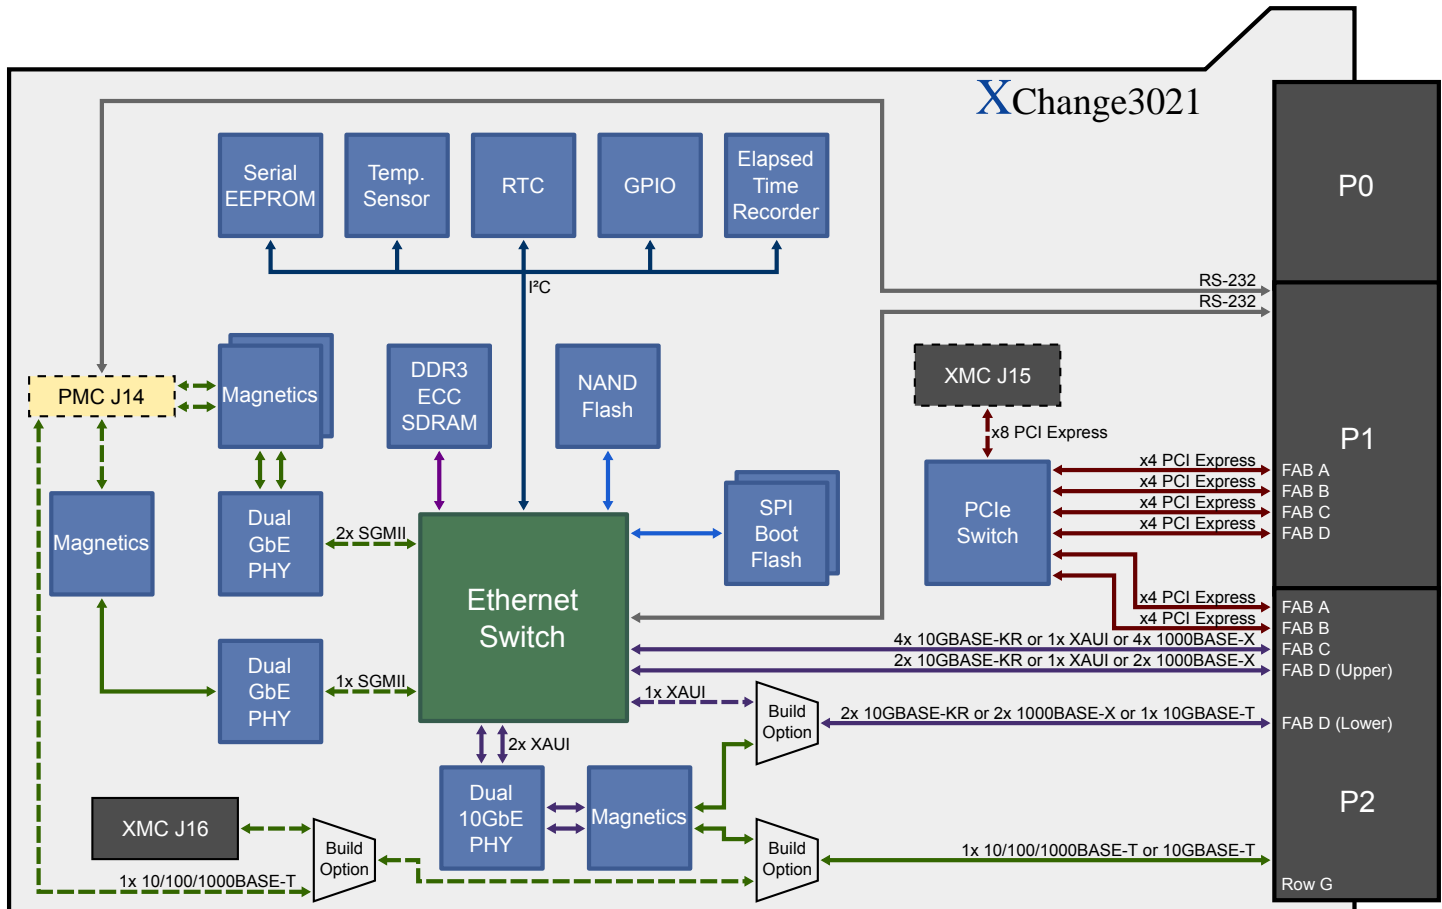 XChange3021
P0
Serial
EEPROM
Temp.
Sensor
RTC
GPIO
Elapsed
Time
Recorder
I²C
RS-232
RS-232
PMC J14
Magnetics
DDR3
ECC
SDRAM
NAND
Flash
XMC J15
x8 PCI Express
P1
Magnetics
Dual
GbE
PHY
2x SGMII
SPI
Boot
Flash
PCIe
Switch
x4 PCI Express
FAB A
x4 PCI Express
FAB B
x4 PCI Express
FAB C
x4 PCI Express
FAB D
Ethernet
Switch
x4 PCI Express
FAB A
x4 PCI Express
FAB B
4x 10GBASE-KR or 1x XAUI or 4x 1000BASE-X
FAB C
2x 10GBASE-KR or 1x XAUI or 2x 1000BASE-X
FAB D (Upper)
Dual
GbE
PHY
1x SGMII
1x XAUI
Build
Option
2x 10GBASE-KR or 2x 1000BASE-X or 1x 10GBASE-T
FAB D (Lower)
2x XAUI
Dual
10GbE
PHY
Magnetics
P2
XMC J16
Build
Option
Build
Option
1x 10/100/1000BASE-T or 10GBASE-T
1x 10/100/1000BASE-T
Row G